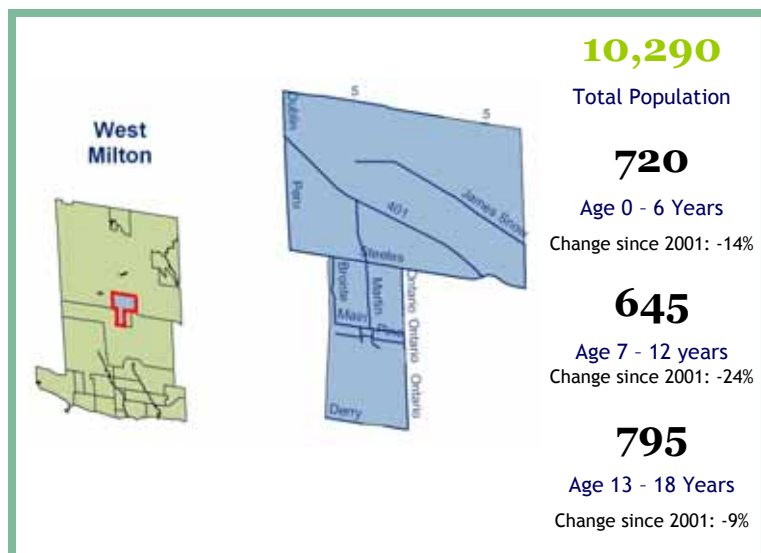 West
Milton
5
5
Dublin
Peru
James Snow
401
Steeles
Bronte
Martin
Ontario
Ontario
Ontario
Main
Pine
Derry
10,290
Total Population
720
Age 0 - 6 Years
Change since 2001: -14%
645
Age 7 - 12 years
Change since 2001: -24%
795
Age 13 - 18 Years
Change since 2001: -9%